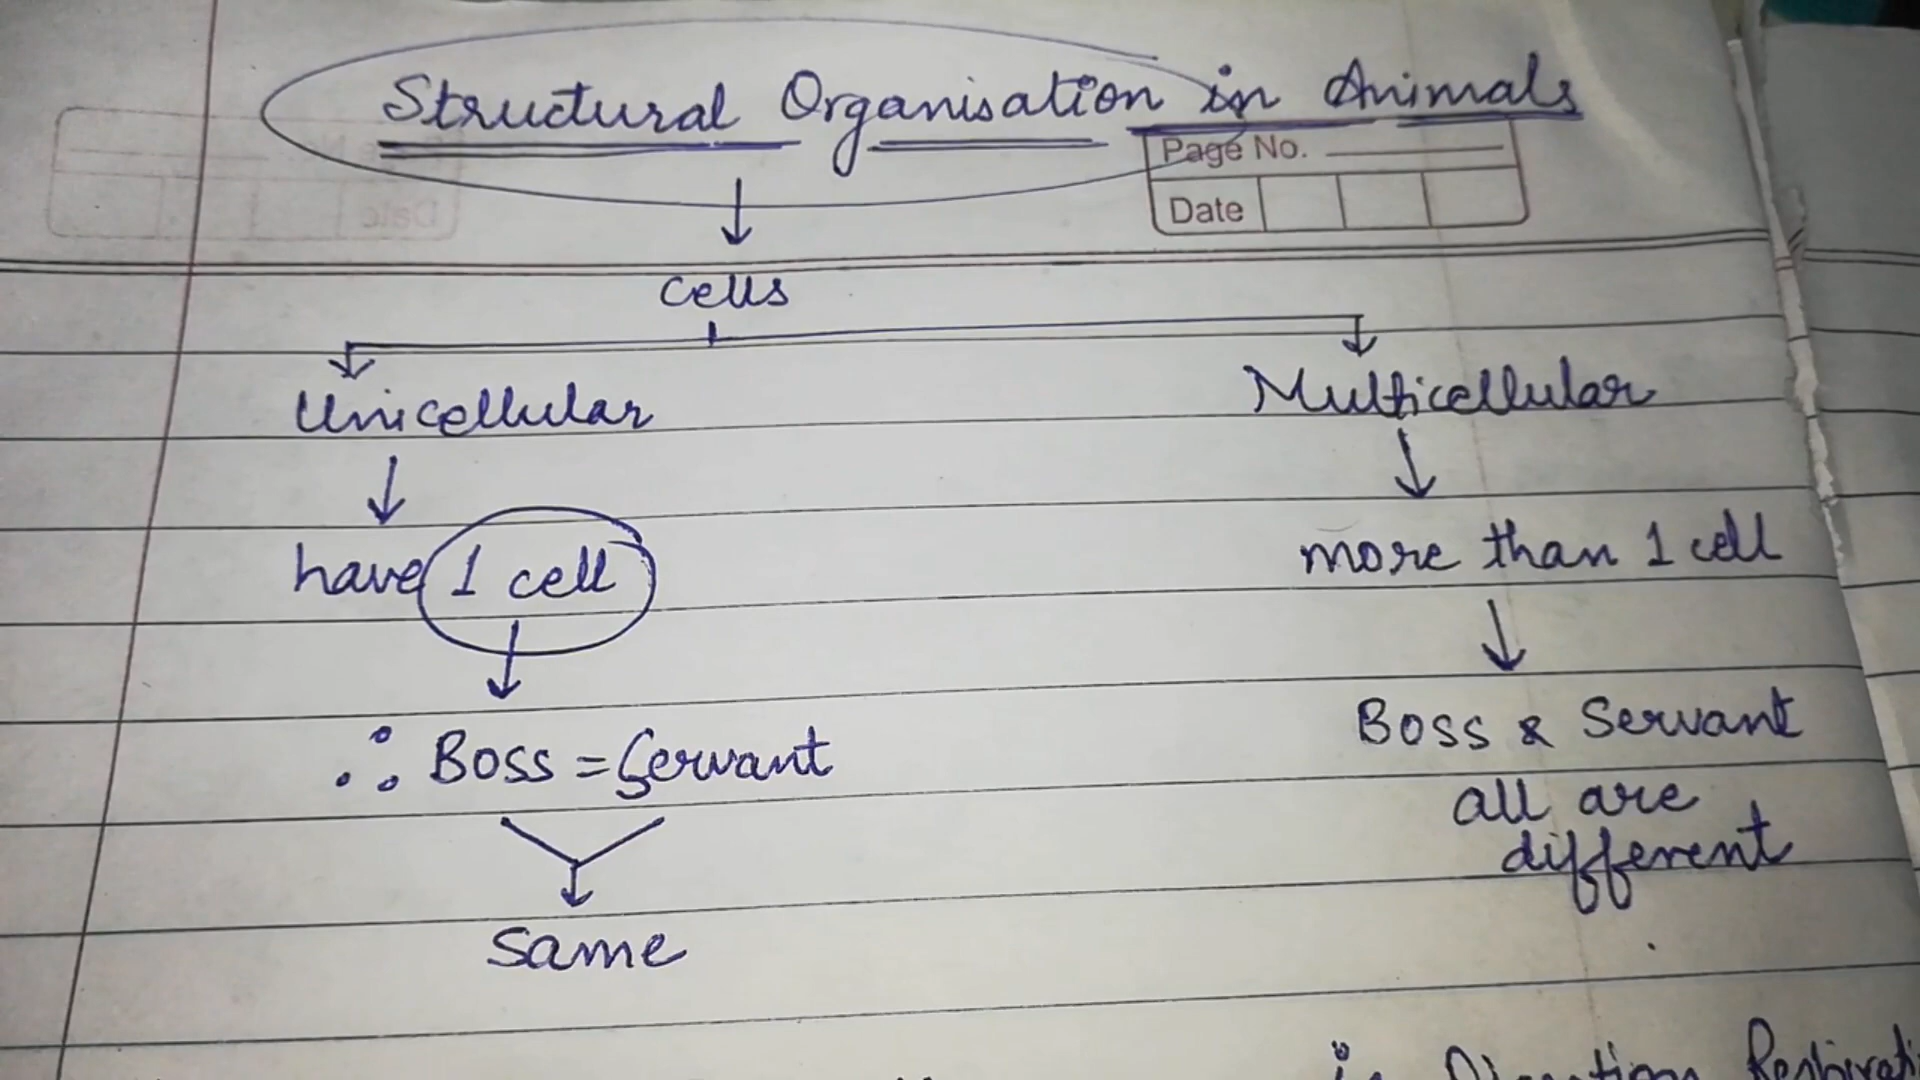 Structural Organisation in Animals
Page No.
Date
cells
Unicellular
Multicellular
have 1 cell
more than 1 cell
∴ Boss = Servant
Boss & Servant
all are
different
Same